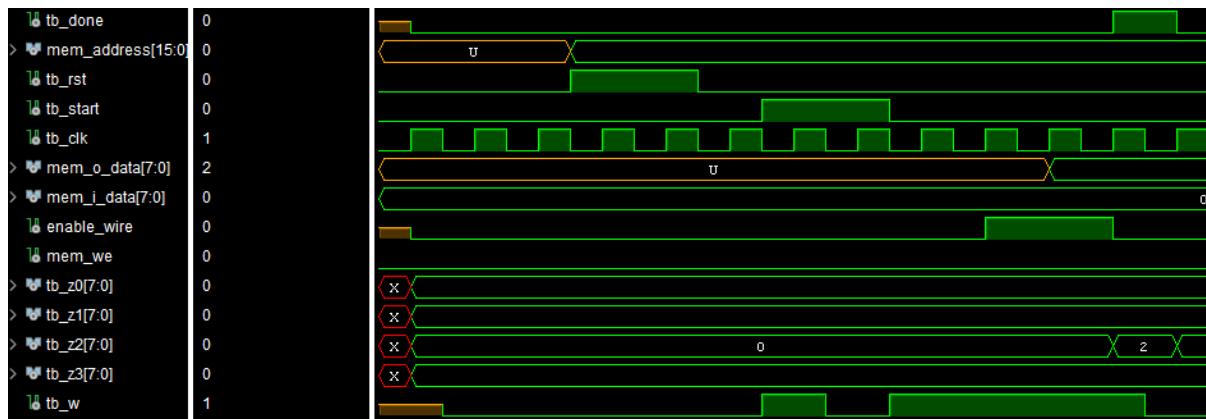 tb_done 0
mem_address[15:0] 0 U
tb_rst 0
tb_start 0
tb_clk 1
mem_o_data[7:0] 2 U
mem_i_data[7:0] 0 0
enable_wire 0
mem_we 0
tb_z0[7:0] 0 X
tb_z1[7:0] 0 X
tb_z2[7:0] 0 X 0 2
tb_z3[7:0] 0 X
tb_w 1